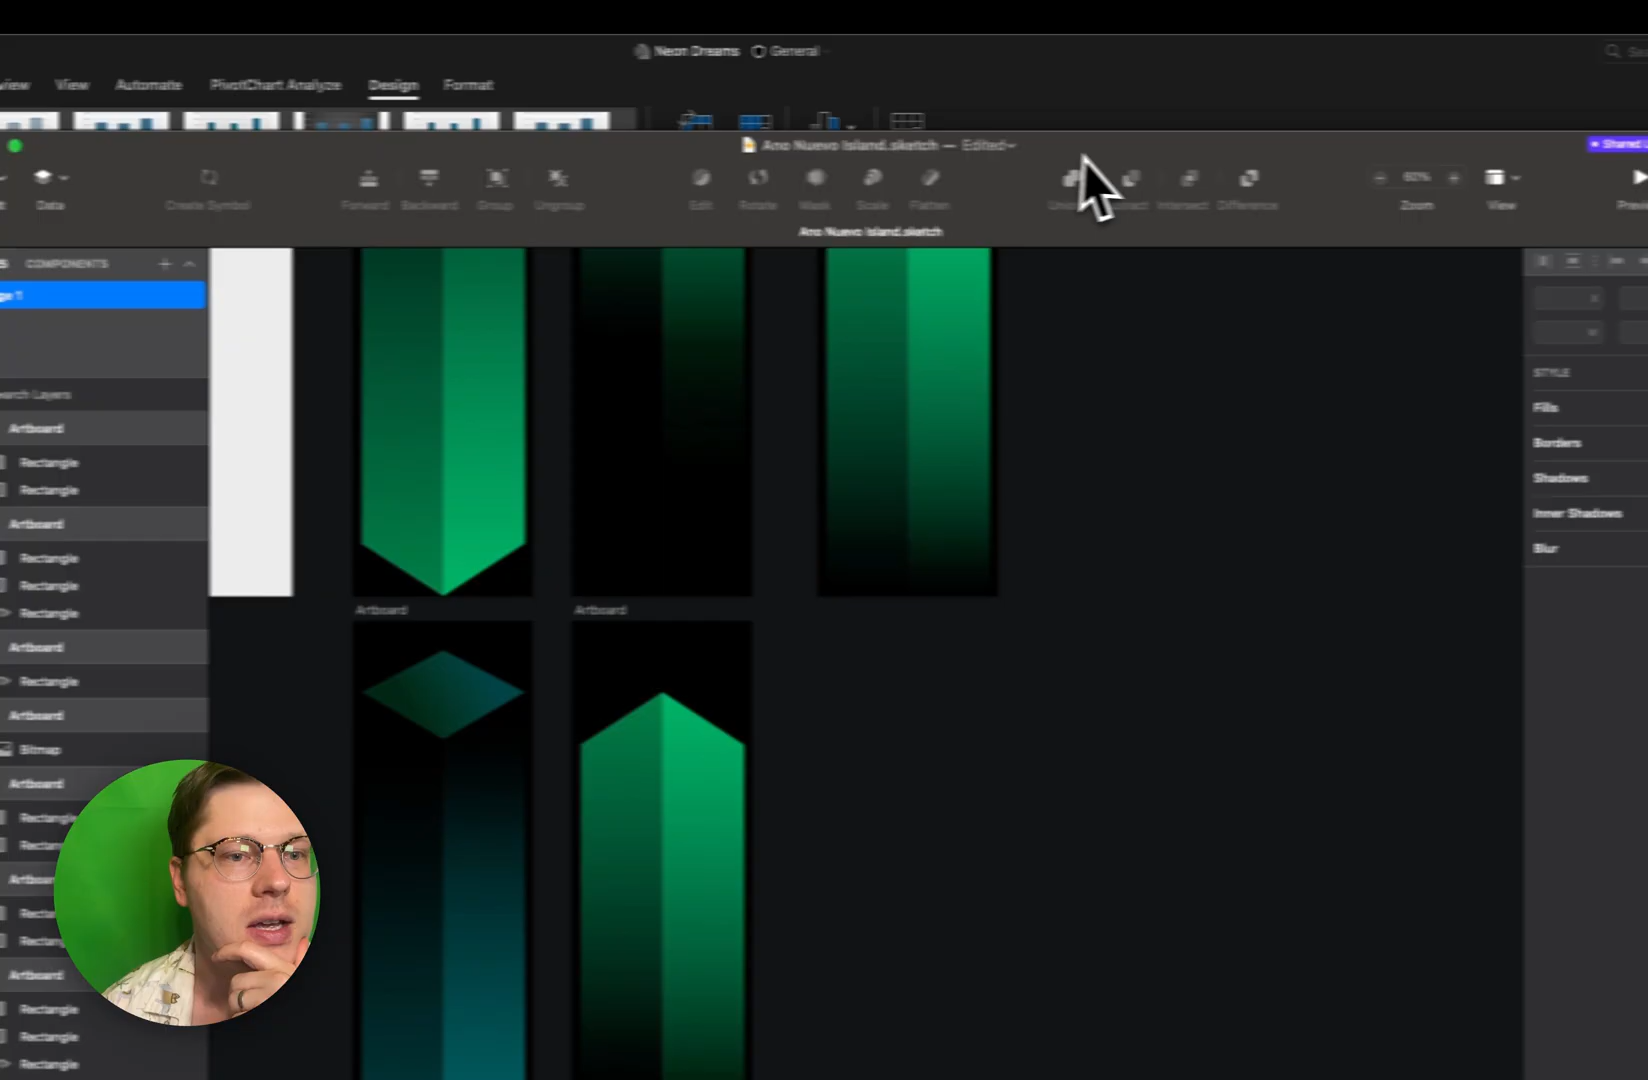 Neon Dreams General
View Automate PivotChart Analyze Design Format
Ano Nuevo Island.sketch — Edited
Data Create Symbol Forward Backward Group Ungroup Edit Rotate Mask Scale Flatten Intersect Difference 60% Zoom View
Shared
Ano Nuevo Island.sketch
COMPONENTS
Layers
Artboard
Rectangle
Rectangle
Artboard
Rectangle
Rectangle
Rectangle
Artboard
Rectangle
Artboard
Bitmap
Artboard
Artboard
Rectangle
Rectangle
Rectangle
Artboard
Artboard
STYLE
Fills
Borders
Shadows
Inner Shadows
Blur